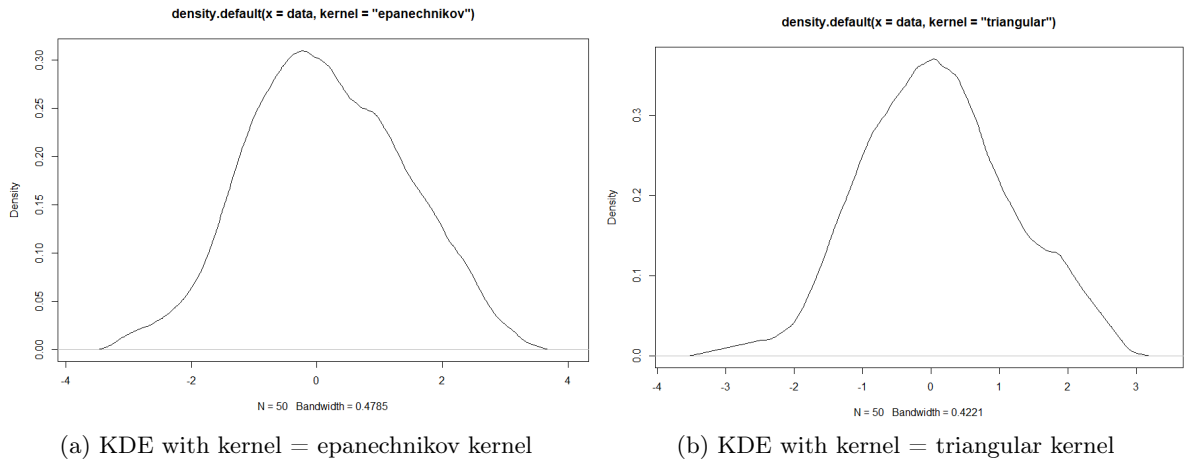 density.default(x = data, kernel = "epanechnikov")
Density
0.30
0.25
0.20
0.15
0.10
0.05
0.00
-4 -2 0 2 4
N = 50 Bandwidth = 0.4785
(a) KDE with kernel = epanechnikov kernel
density.default(x = data, kernel = "triangular")
Density
0.3
0.2
0.1
0.0
-4 -3 -2 -1 0 1 2 3
N = 50 Bandwidth = 0.4221
(b) KDE with kernel = triangular kernel